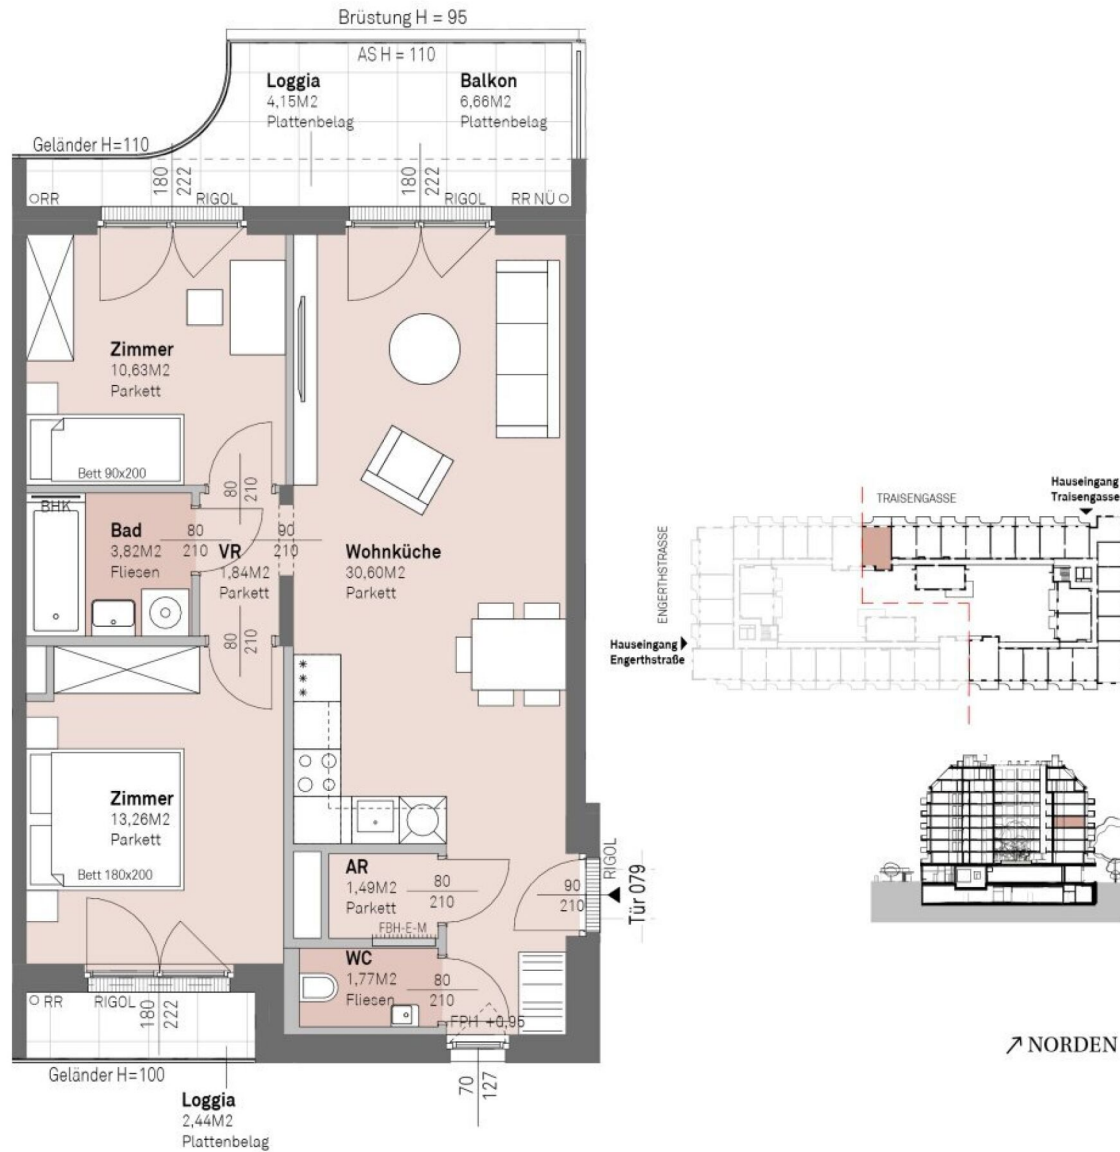 Brüstung H = 95
AS H = 110
Loggia
4,15M2
Plattenbelag
Balkon
6,66M2
Plattenbelag
Geländer H=110
180
222
180
222
RR
RIGOL
RIGOL
RR NÜ
Zimmer
10,63M2
Parkett
Bett 90x200
80
210
BHK
Bad
3,82M2
Fliesen
80
210
VR
1,84M2
Parkett
90
210
Wohnküche
30,60M2
Parkett
80
210
Zimmer
13,26M2
Parkett
Bett 180x200
AR
1,49M2
Parkett
80
210
FBH-E-M
90
210
RIGOL
Tür 079
WC
1,77M2
Fliesen
80
210
FPH +0,95
RR
RIGOL
180
222
70
127
Geländer H=100
Loggia
2,44M2
Plattenbelag
TRAISENGASSE
Hauseingang
Traisengasse
ENGERTHSTRASSE
Hauseingang
Engerthstraße
NORDEN